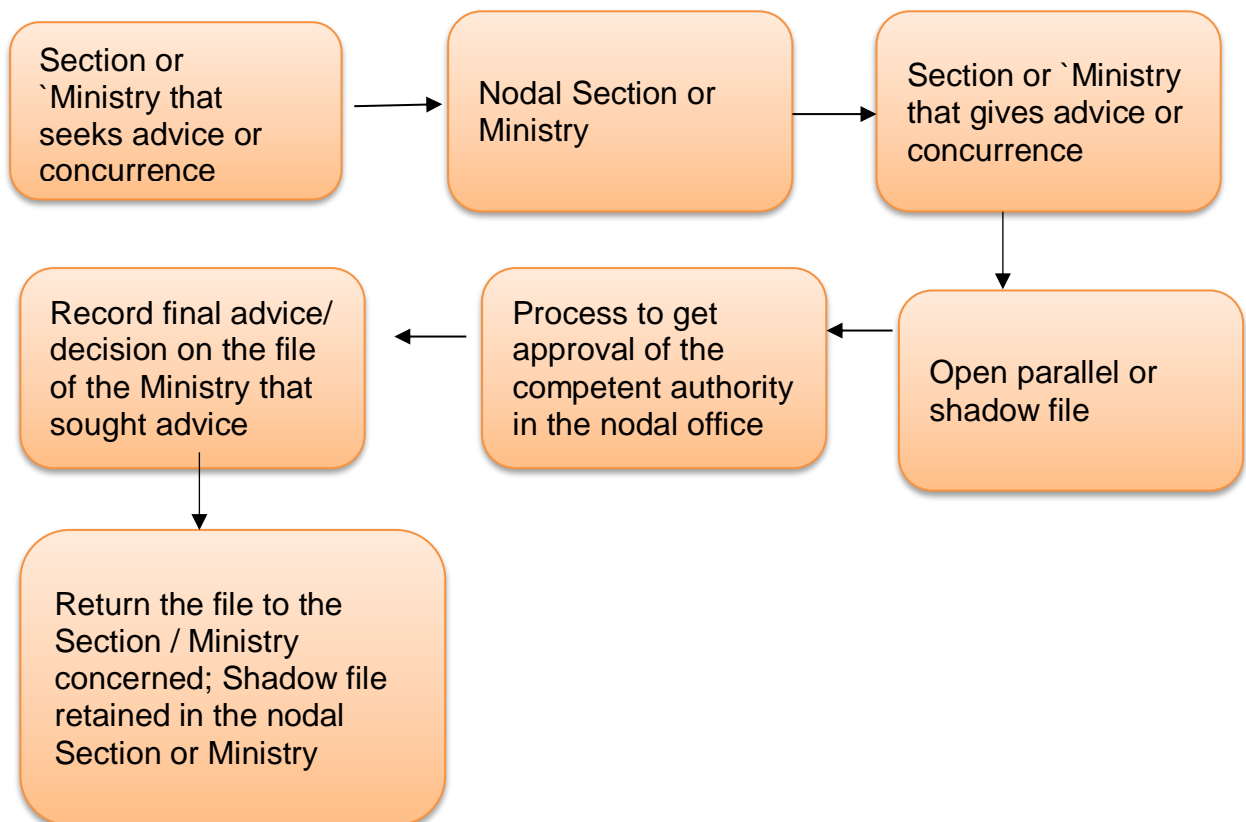 Section or
`Ministry that
seeks advice or
concurrence
Nodal Section or
Ministry
Section or `Ministry
that gives advice or
concurrence
Open parallel or
shadow file
Process to get
approval of the
competent authority
in the nodal office
Record final advice/
decision on the file
of the Ministry that
sought advice
Return the file to the
Section / Ministry
concerned; Shadow file
retained in the nodal
Section or Ministry